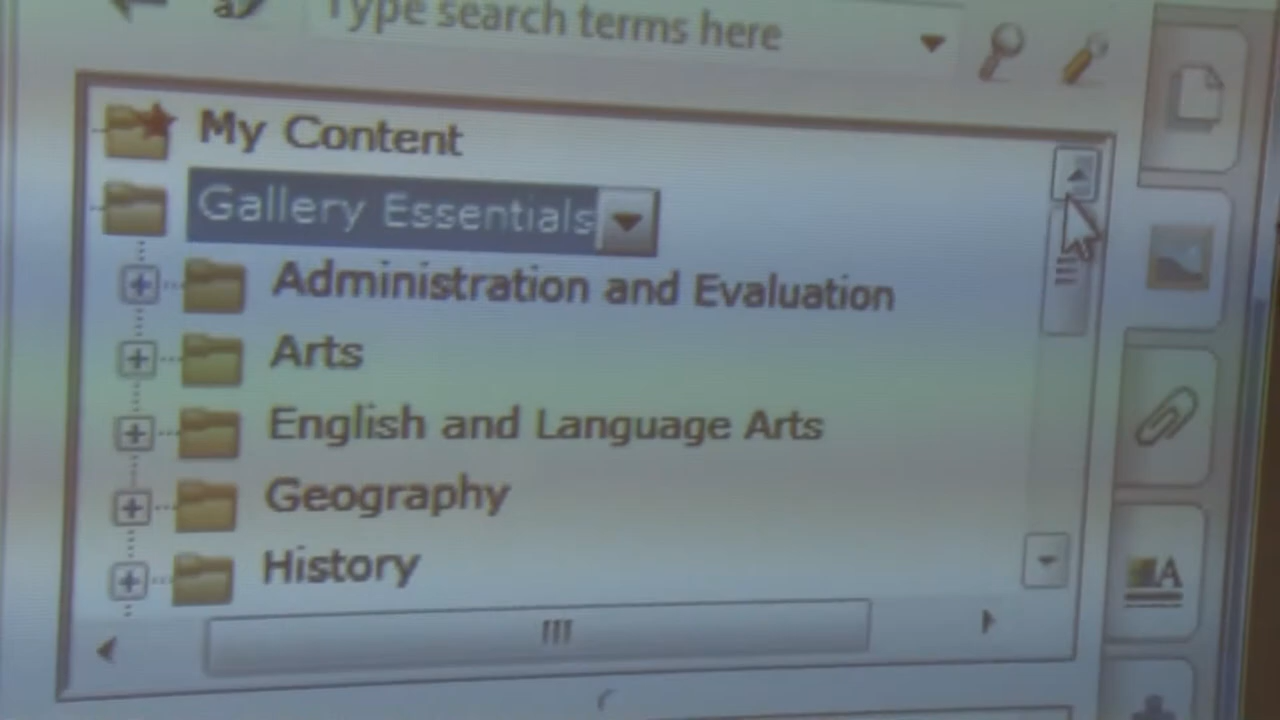 Type search terms here
My Content
Gallery Essentials
Administration and Evaluation
Arts
English and Language Arts
Geography
History
A